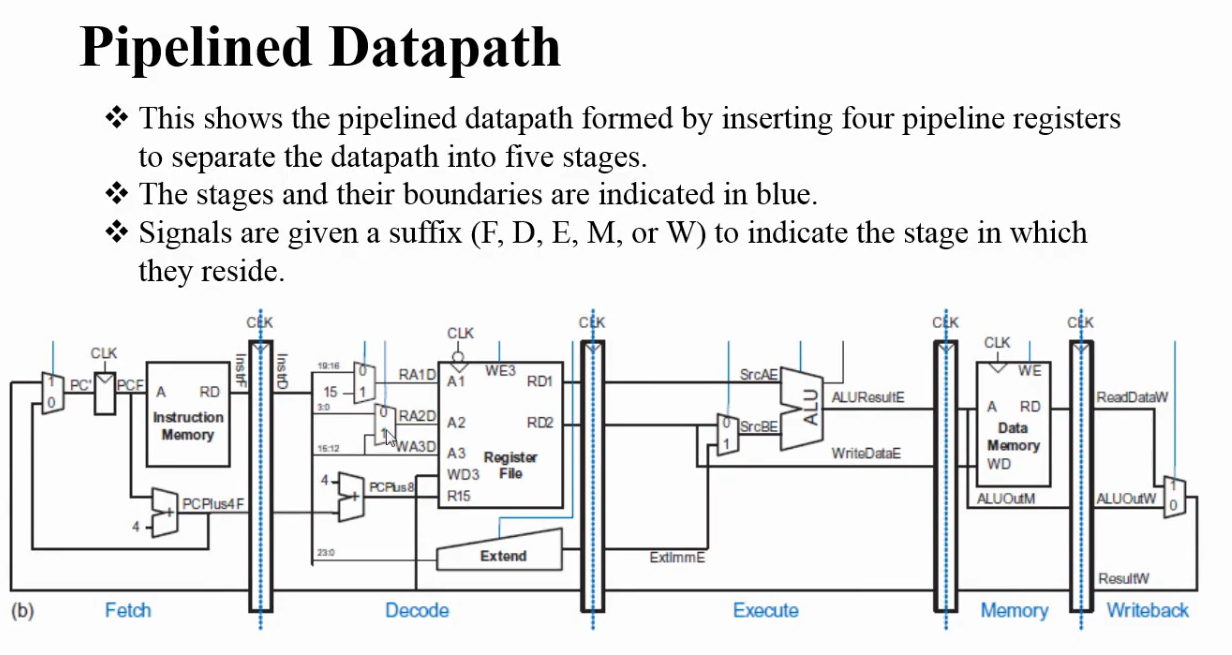 Pipelined Datapath
❖ This shows the pipelined datapath formed by inserting four pipeline registers
to separate the datapath into five stages.
❖ The stages and their boundaries are indicated in blue.
❖ Signals are given a suffix (F, D, E, M, or W) to indicate the stage in which
they reside.
CLK CLK CLK CLK
CLK CLK CLK
1
0
PC' PCF
A RD
Instruction
Memory
InstrF
InstrD
4
+
PCPlus4F
19:16
15
0
1
RA1D
3:0
0
1
RA2D
15:12
WA3D
4
+
PCPlus8
A1 WE3 RD1
A2 RD2
A3
WD3
R15
Register
File
23:0
Extend
ExtImmE
SrcAE
0
1
SrcBE
ALU
ALUResultE
WriteDataE
WE
A RD
Data
Memory
WD
ALUOutM
ReadDataW
ALUOutW
1
0
ResultW
(b) Fetch Decode Execute Memory Writeback